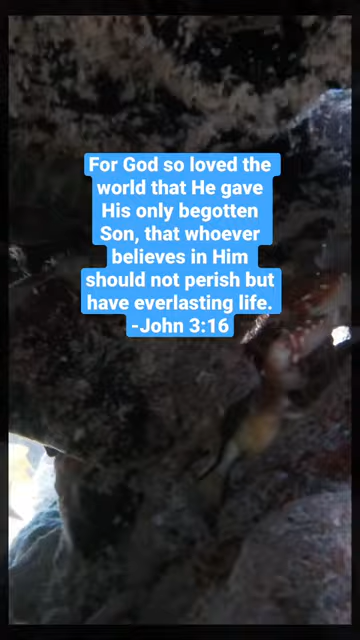 For God so loved the
world that He gave
His only begotten
Son, that whoever
believes in Him
should not perish but
have everlasting life.
-John 3:16